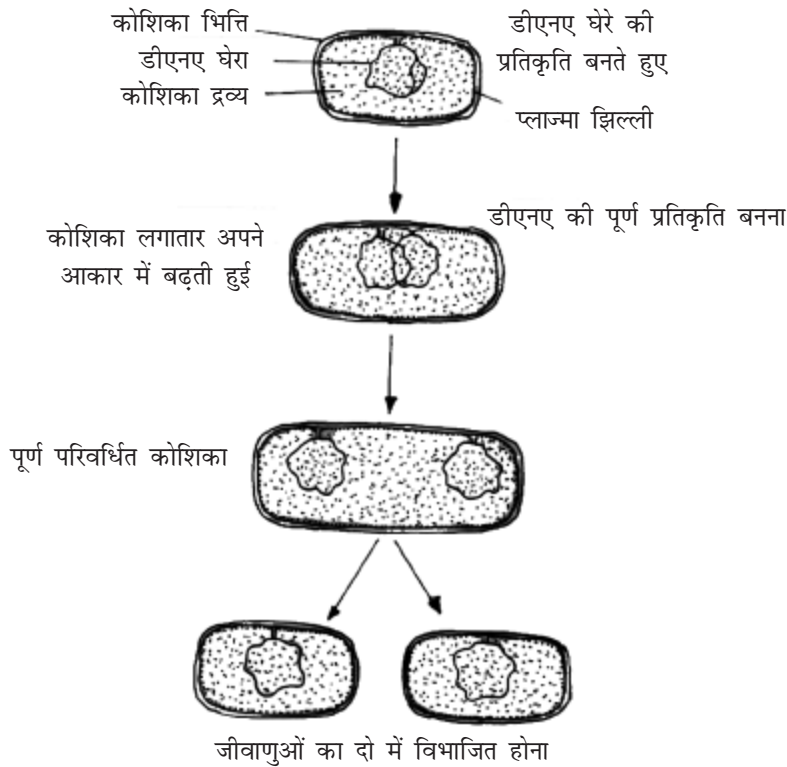 कोशिका भित्ति
डीएनए घेरा
कोशिका द्रव्य
डीएनए घेरे की
प्रतिकृति बनते हुए
प्लाज्मा झिल्ली
कोशिका लगातार अपने
आकार में बढ़ती हुई
डीएनए की पूर्ण प्रतिकृति बनना
पूर्ण परिवर्धित कोशिका
जीवाणुओं का दो में विभाजित होना